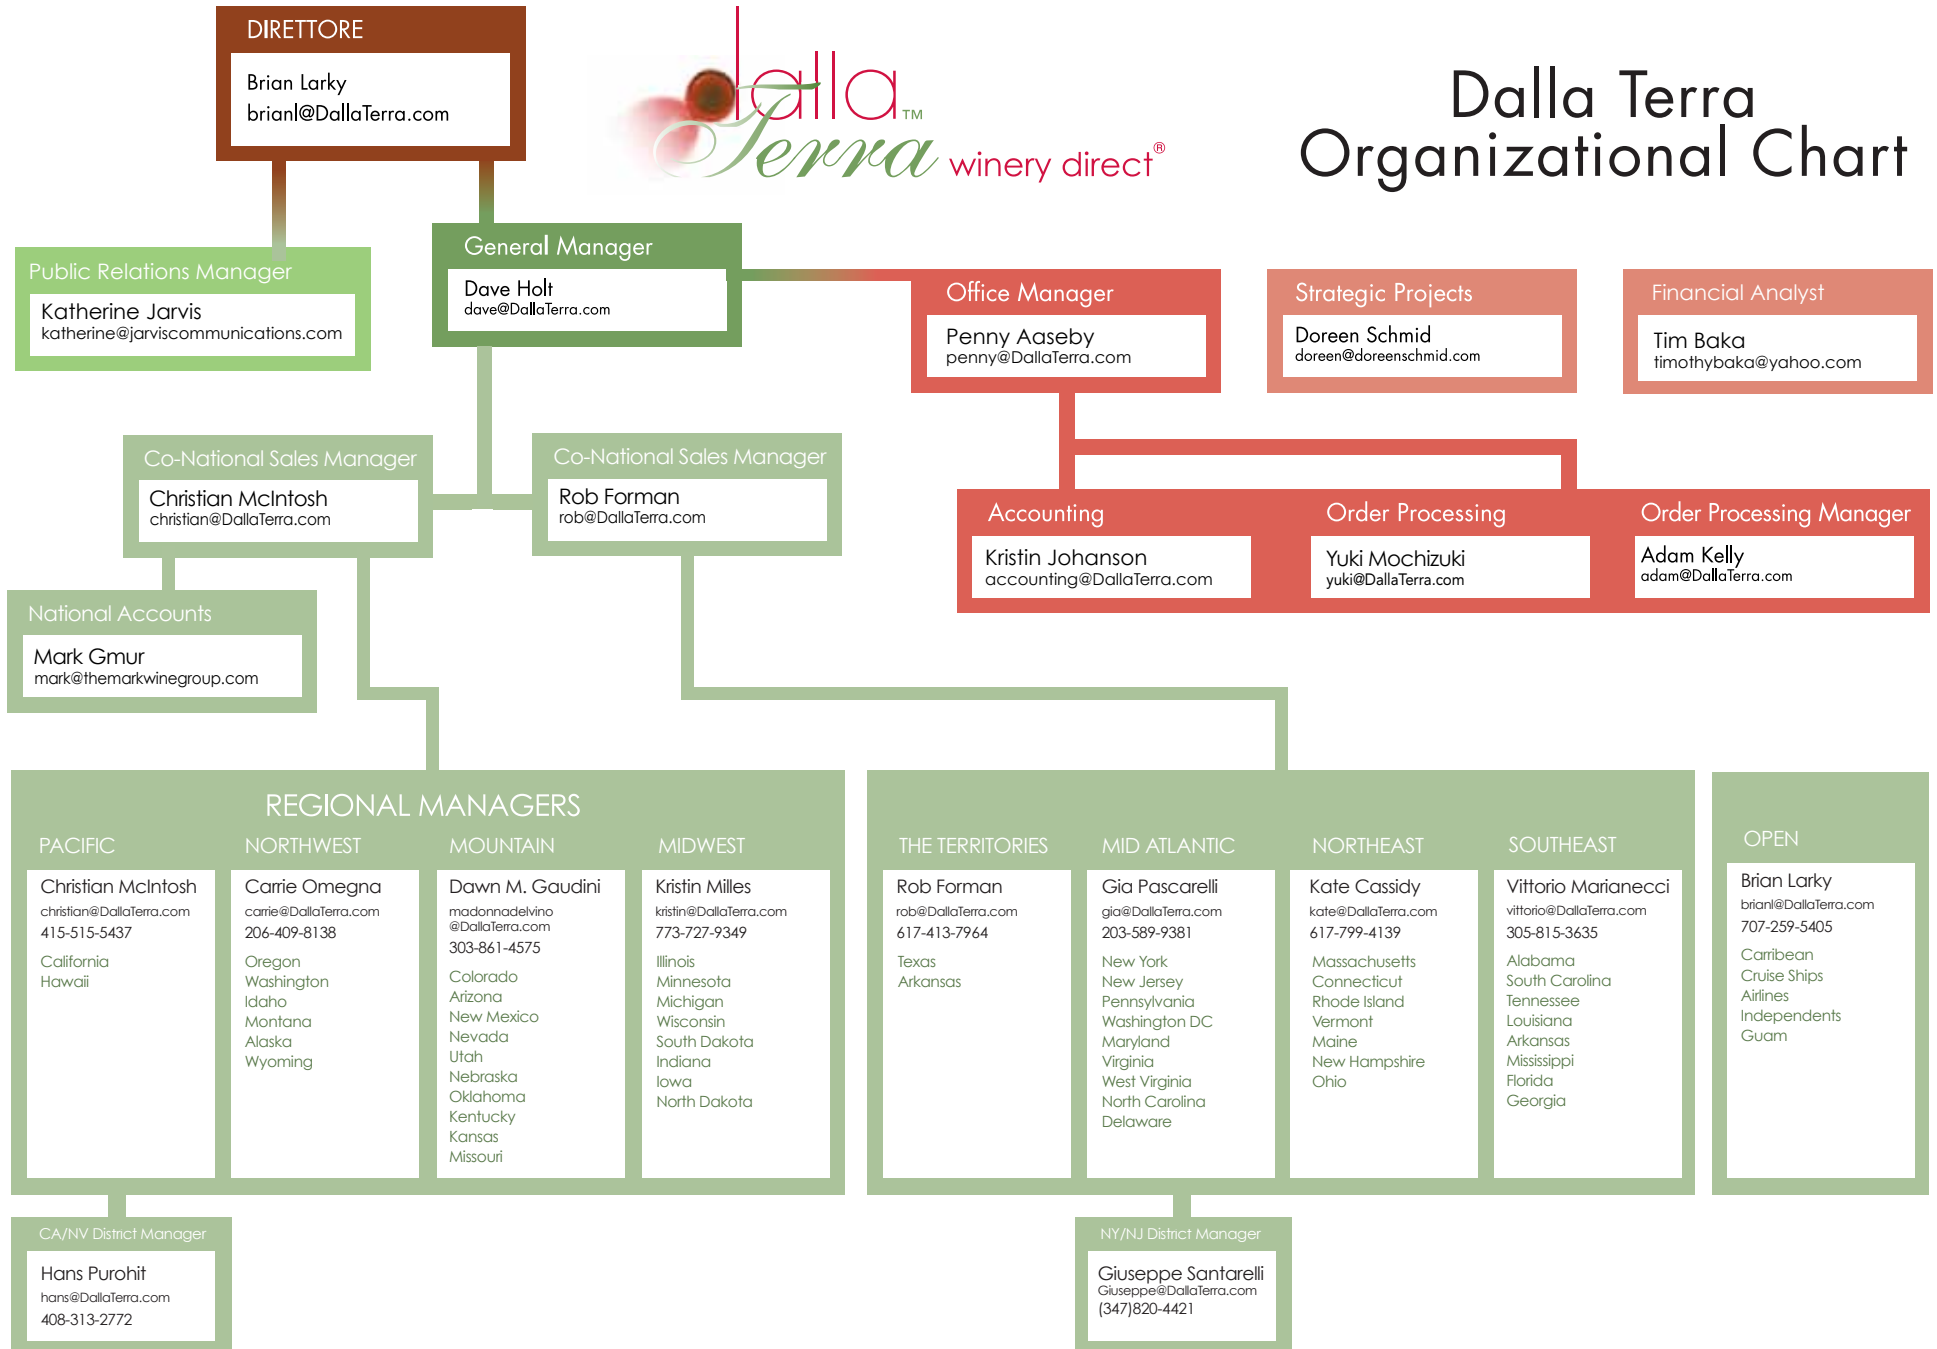 DIRETTORE
Brian Larky
brianl@DallaTerra.com
dalla™
Terra winery direct®
Dalla Terra
Organizational Chart
Public Relations Manager
Katherine Jarvis
katherine@jarviscommunications.com
General Manager
Dave Holt
dave@DallaTerra.com
Office Manager
Penny Aaseby
penny@DallaTerra.com
Strategic Projects
Doreen Schmid
doreen@doreenschmid.com
Financial Analyst
Tim Baka
timothybaka@yahoo.com
Co-National Sales Manager
Christian McIntosh
christian@DallaTerra.com
Co-National Sales Manager
Rob Forman
rob@DallaTerra.com
Accounting
Kristin Johanson
accounting@DallaTerra.com
Order Processing
Yuki Mochizuki
yuki@DallaTerra.com
Order Processing Manager
Adam Kelly
adam@DallaTerra.com
National Accounts
Mark Gmur
mark@themarkwinegroup.com
REGIONAL MANAGERS
PACIFIC
Christian McIntosh
christian@DallaTerra.com
415-515-5437
California
Hawaii
NORTHWEST
Carrie Omegna
carrie@DallaTerra.com
206-409-8138
Oregon
Washington
Idaho
Montana
Alaska
Wyoming
MOUNTAIN
Dawn M. Gaudini
madonnadelvino
@DallaTerra.com
303-861-4575
Colorado
Arizona
New Mexico
Nevada
Utah
Nebraska
Oklahoma
Kentucky
Kansas
Missouri
MIDWEST
Kristin Milles
kristin@DallaTerra.com
773-727-9349
Illinois
Minnesota
Michigan
Wisconsin
South Dakota
Indiana
Iowa
North Dakota
THE TERRITORIES
Rob Forman
rob@DallaTerra.com
617-413-7964
Texas
Arkansas
MID ATLANTIC
Gia Pascarelli
gia@DallaTerra.com
203-589-9381
New York
New Jersey
Pennsylvania
Washington DC
Maryland
Virginia
West Virginia
North Carolina
Delaware
NORTHEAST
Kate Cassidy
kate@DallaTerra.com
617-799-4139
Massachusetts
Connecticut
Rhode Island
Vermont
Maine
New Hampshire
Ohio
SOUTHEAST
Vittorio Marianecci
vittorio@DallaTerra.com
305-815-3635
Alabama
South Carolina
Tennessee
Louisiana
Arkansas
Mississippi
Florida
Georgia
OPEN
Brian Larky
brianl@DallaTerra.com
707-259-5405
Carribean
Cruise Ships
Airlines
Independents
Guam
CA/NV District Manager
Hans Purohit
hans@DallaTerra.com
408-313-2772
NY/NJ District Manager
Giuseppe Santarelli
Giuseppe@DallaTerra.com
(347)820-4421